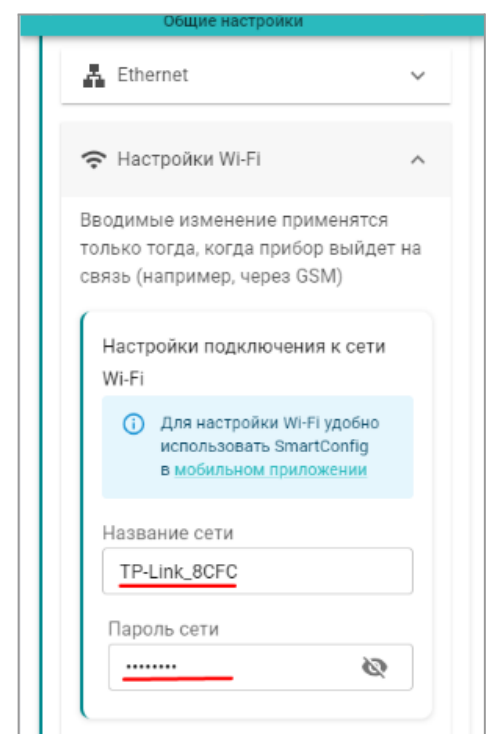 Общие настройки
Ethernet
Настройки Wi-Fi
Вводимые изменение применятся
только тогда, когда прибор выйдет на
связь (например, через GSM)
Настройки подключения к сети
Wi-Fi
Для настройки Wi-Fi удобно
использовать SmartConfig
в мобильном приложении
Название сети
TP-Link_8CFC
Пароль сети
••••••••